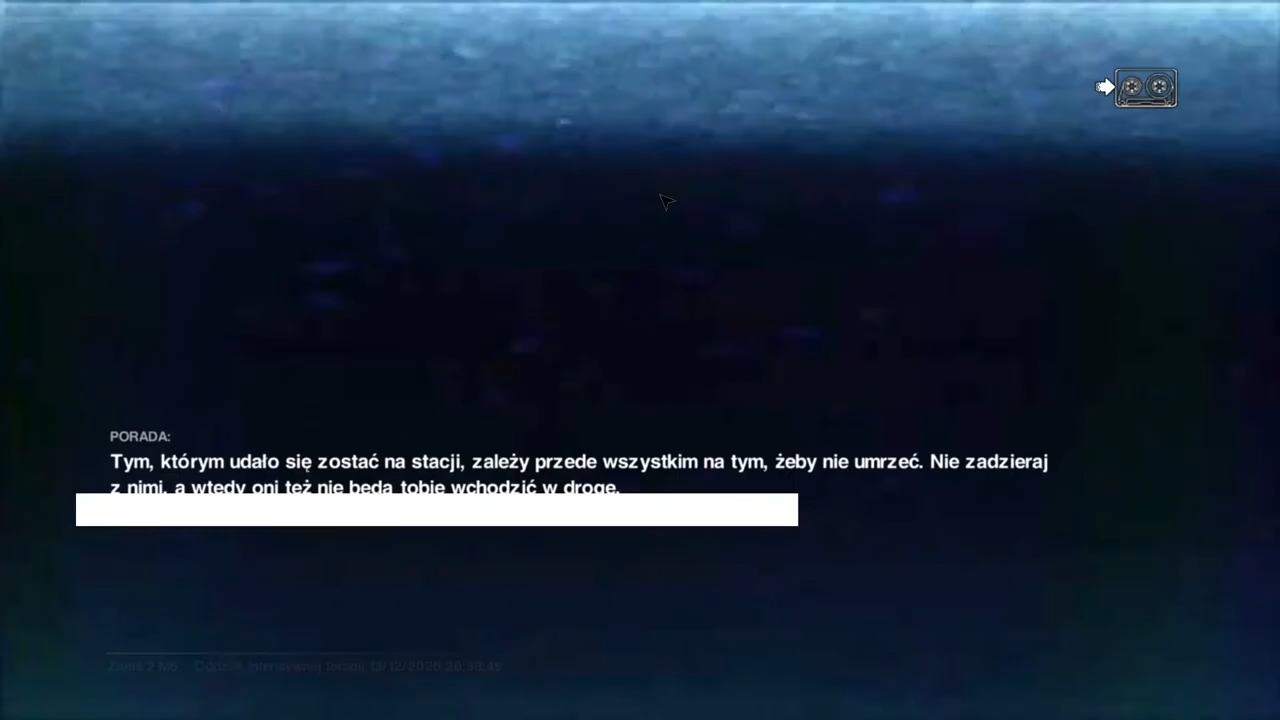 PORADA:
Tym, którym udało się zostać na stacji, zależy przede wszystkim na tym, żeby nie umrzeć. Nie zadzieraj
z nimi, a wtedy oni też nie będą tobie wchodzić w drogę.